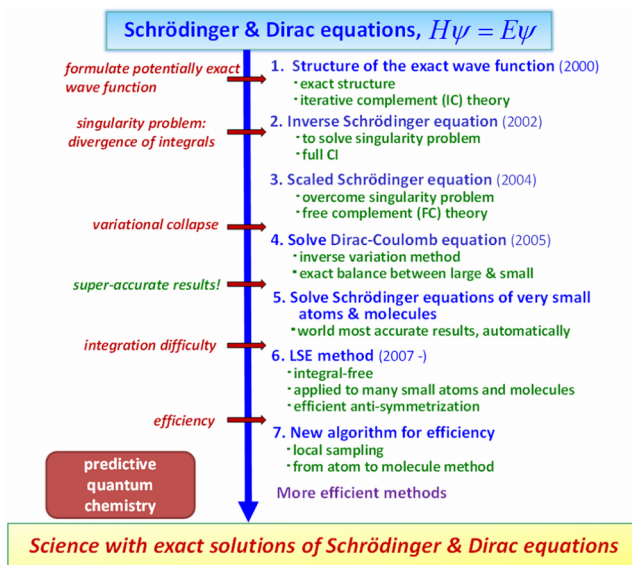 Schrödinger & Dirac equations, Hψ = Eψ
formulate potentially exact
wave function
1. Structure of the exact wave function (2000)
· exact structure
· iterative complement (IC) theory
singularity problem:
divergence of integrals
2. Inverse Schrödinger equation (2002)
· to solve singularity problem
· full CI
3. Scaled Schrödinger equation (2004)
· overcome singularity problem
· free complement (FC) theory
variational collapse
4. Solve Dirac-Coulomb equation (2005)
· inverse variation method
· exact balance between large & small
super-accurate results!
5. Solve Schrödinger equations of very small
atoms & molecules
· world most accurate results, automatically
integration difficulty
6. LSE method (2007 -)
· integral-free
· applied to many small atoms and molecules
· efficient anti-symmetrization
efficiency
7. New algorithm for efficiency
· local sampling
· from atom to molecule method
More efficient methods
predictive
quantum
chemistry
Science with exact solutions of Schrödinger & Dirac equations